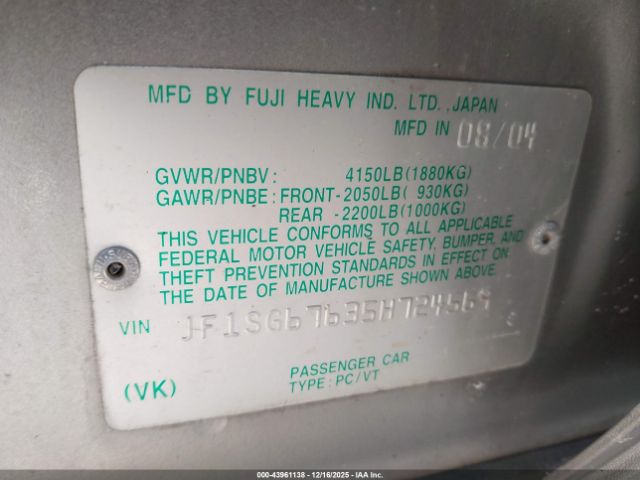 MFD BY FUJI HEAVY IND. LTD. ,JAPAN
MFD IN 08/04
GVWR/PNBV: 4150LB(1880KG)
GAWR/PNBE: FRONT-2050LB( 930KG)
REAR -2200LB(1000KG)
THIS VEHICLE CONFORMS TO ALL APPLICABLE
FEDERAL MOTOR VEHICLE SAFETY, BUMPER, AND
THEFT PREVENTION STANDARDS IN EFFECT ON
THE DATE OF MANUFACTURE SHOWN ABOVE.
VIN JF1SG67635H724569
PASSENGER CAR
(VK) TYPE: PC/VT
000-43961138 - 12/16/2025 - IAA Inc.